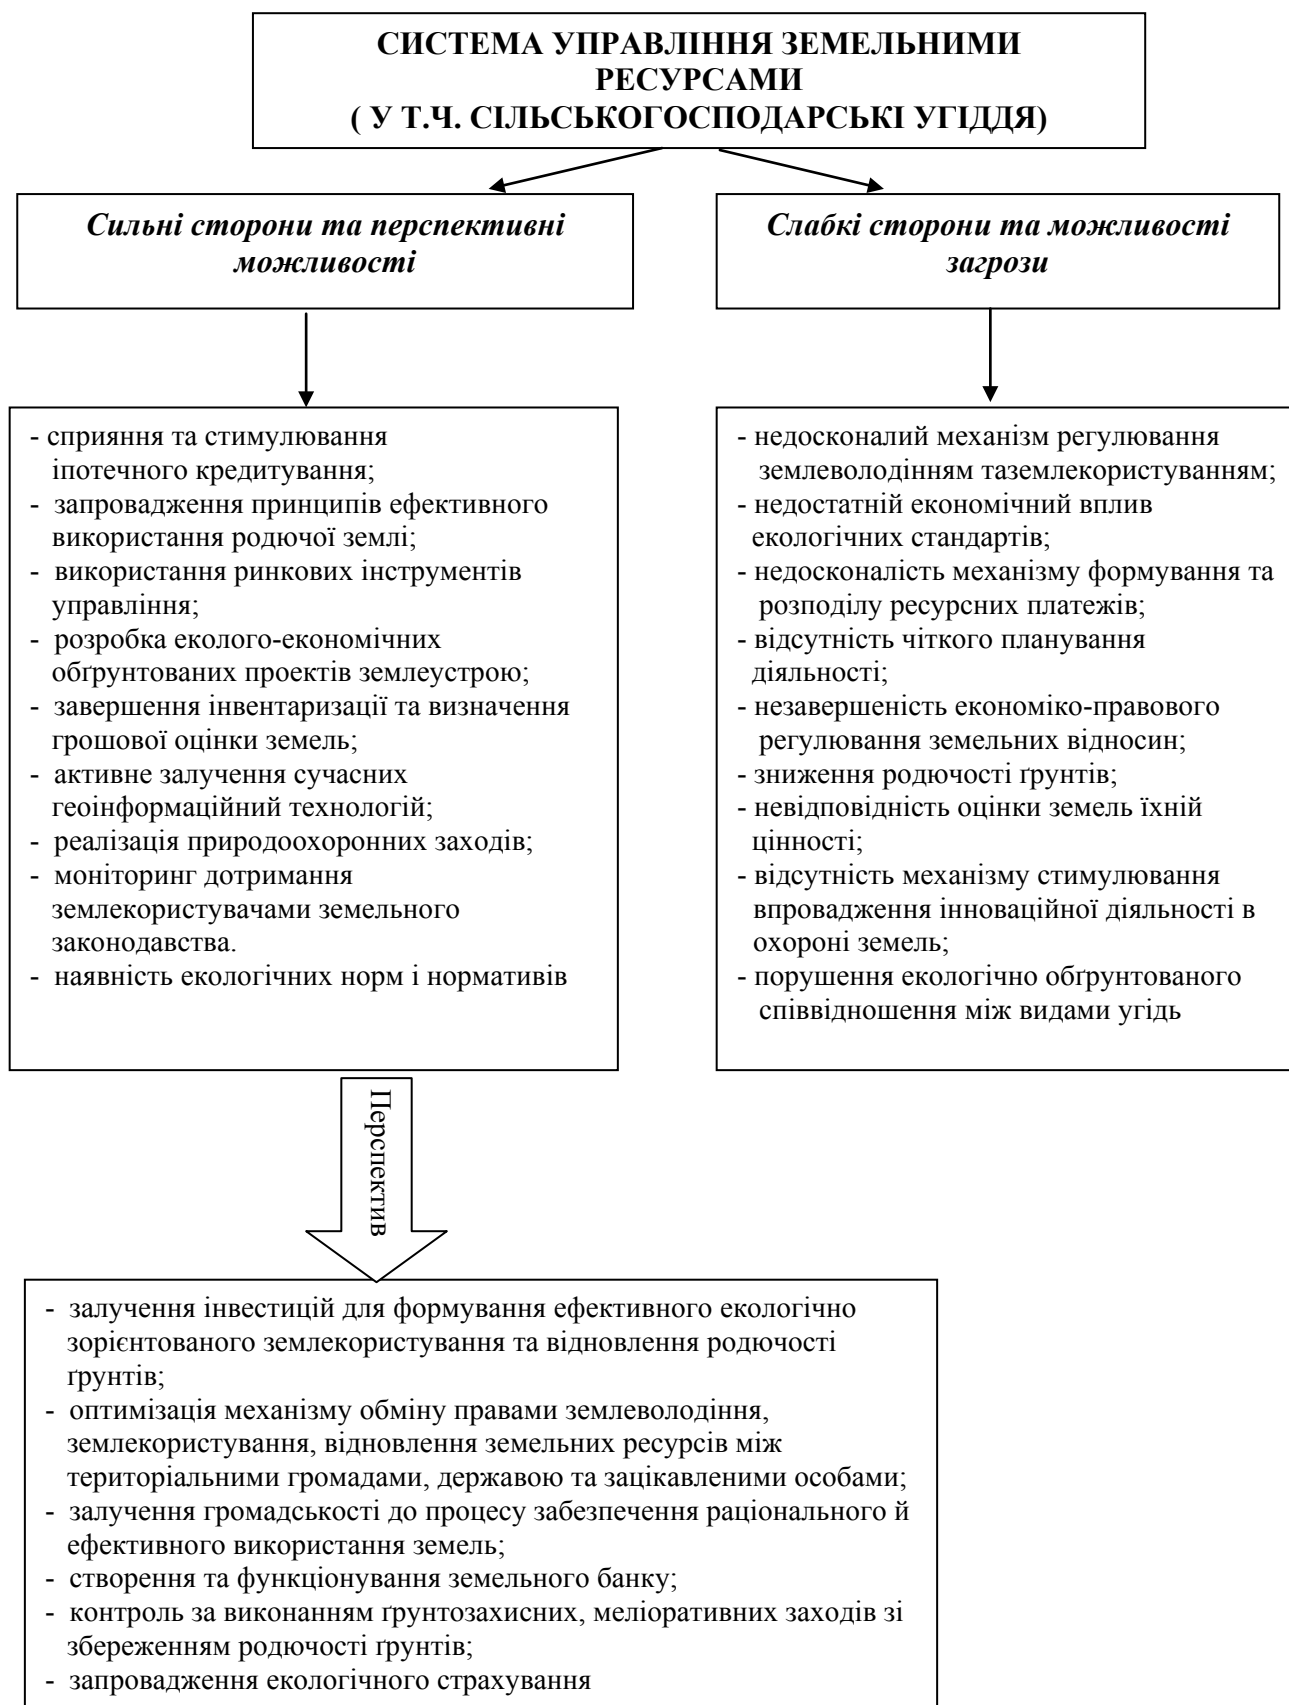 СИСТЕМА УПРАВЛІННЯ ЗЕМЕЛЬНИМИ
РЕСУРСАМИ
( У Т.Ч. СІЛЬСЬКОГОСПОДАРСЬКІ УГІДДЯ)
Сильні сторони та перспективні
можливості
Слабкі сторони та можливості
загрози
- сприяння та стимулювання
іпотечного кредитування;
- запровадження принципів ефективного
використання родючої землі;
- використання ринкових інструментів
управління;
- розробка еколого-економічних
обґрунтованих проектів землеустрою;
- завершення інвентаризації та визначення
грошової оцінки земель;
- активне залучення сучасних
геоінформаційний технологій;
- реалізація природоохоронних заходів;
- моніторинг дотримання
землекористувачами земельного
законодавства.
- наявність екологічних норм і нормативів
- недосконалий механізм регулювання
землеволодінням таземлекористуванням;
- недостатній економічний вплив
екологічних стандартів;
- недосконалість механізму формування та
розподілу ресурсних платежів;
- відсутність чіткого планування
діяльності;
- незавершеність економіко-правового
регулювання земельних відносин;
- зниження родючості ґрунтів;
- невідповідність оцінки земель їхній
цінності;
- відсутність механізму стимулювання
впровадження інноваційної діяльності в
охороні земель;
- порушення екологічно обґрунтованого
співвідношення між видами угідь
Перспектив
- залучення інвестицій для формування ефективного екологічно
зорієнтованого землекористування та відновлення родючості
ґрунтів;
- оптимізація механізму обміну правами землеволодіння,
землекористування, відновлення земельних ресурсів між
територіальними громадами, державою та зацікавленими особами;
- залучення громадськості до процесу забезпечення раціонального й
ефективного використання земель;
- створення та функціонування земельного банку;
- контроль за виконанням ґрунтозахисних, меліоративних заходів зі
збереженням родючості ґрунтів;
- запровадження екологічного страхування